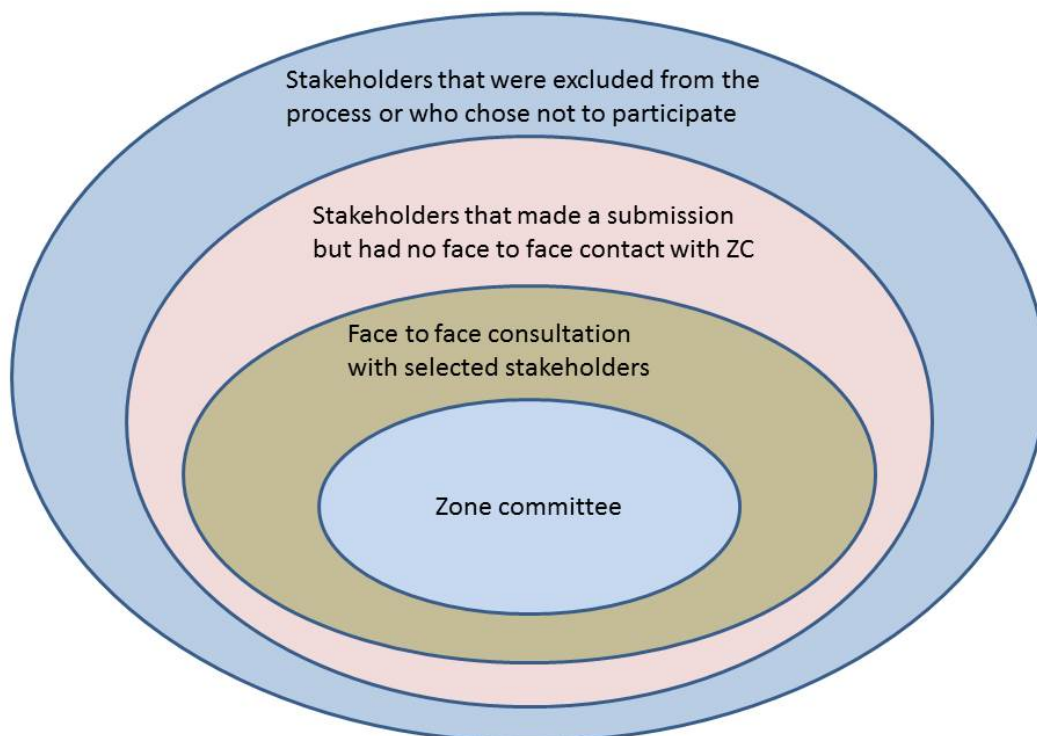 Stakeholders that were excluded from the
process or who chose not to participate
Stakeholders that made a submission
but had no face to face contact with ZC
Face to face consultation
with selected stakeholders
Zone committee